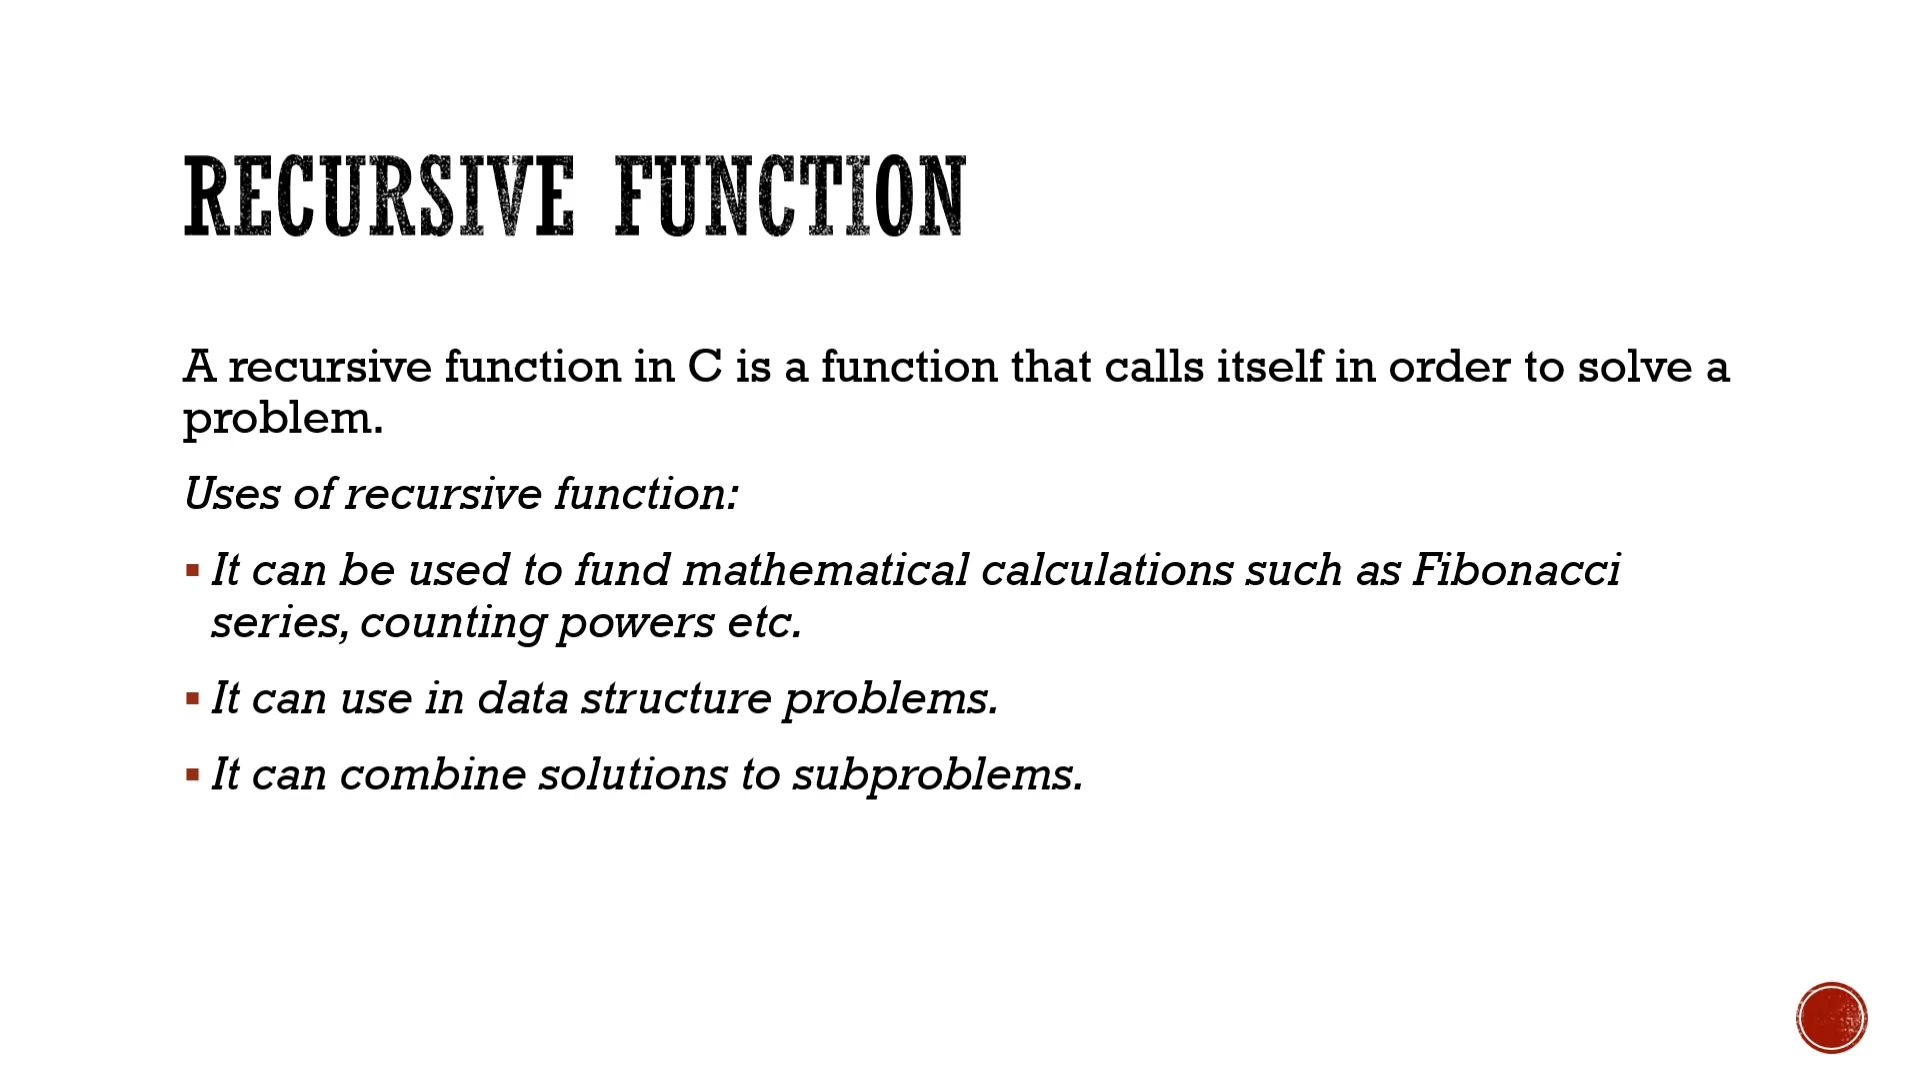 RECURSIVE FUNCTION
A recursive function in C is a function that calls itself in order to solve a
problem.
Uses of recursive function:
▪ It can be used to fund mathematical calculations such as Fibonacci
series, counting powers etc.
▪ It can use in data structure problems.
▪ It can combine solutions to subproblems.